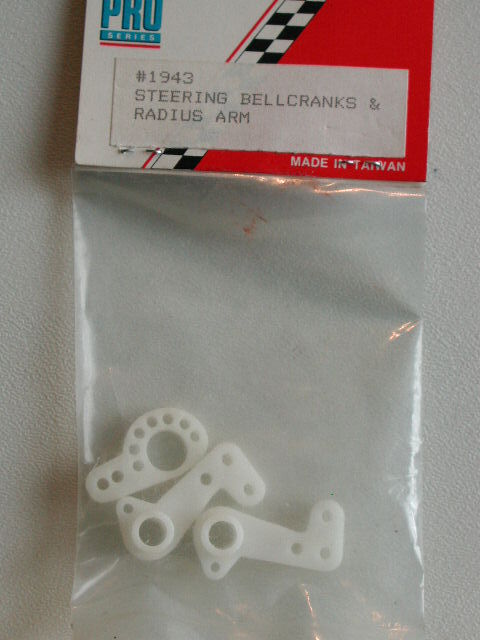 PRO
SERIES
#1943
STEERING BELLCRANKS &
RADIUS ARM
MADE IN TAIWAN